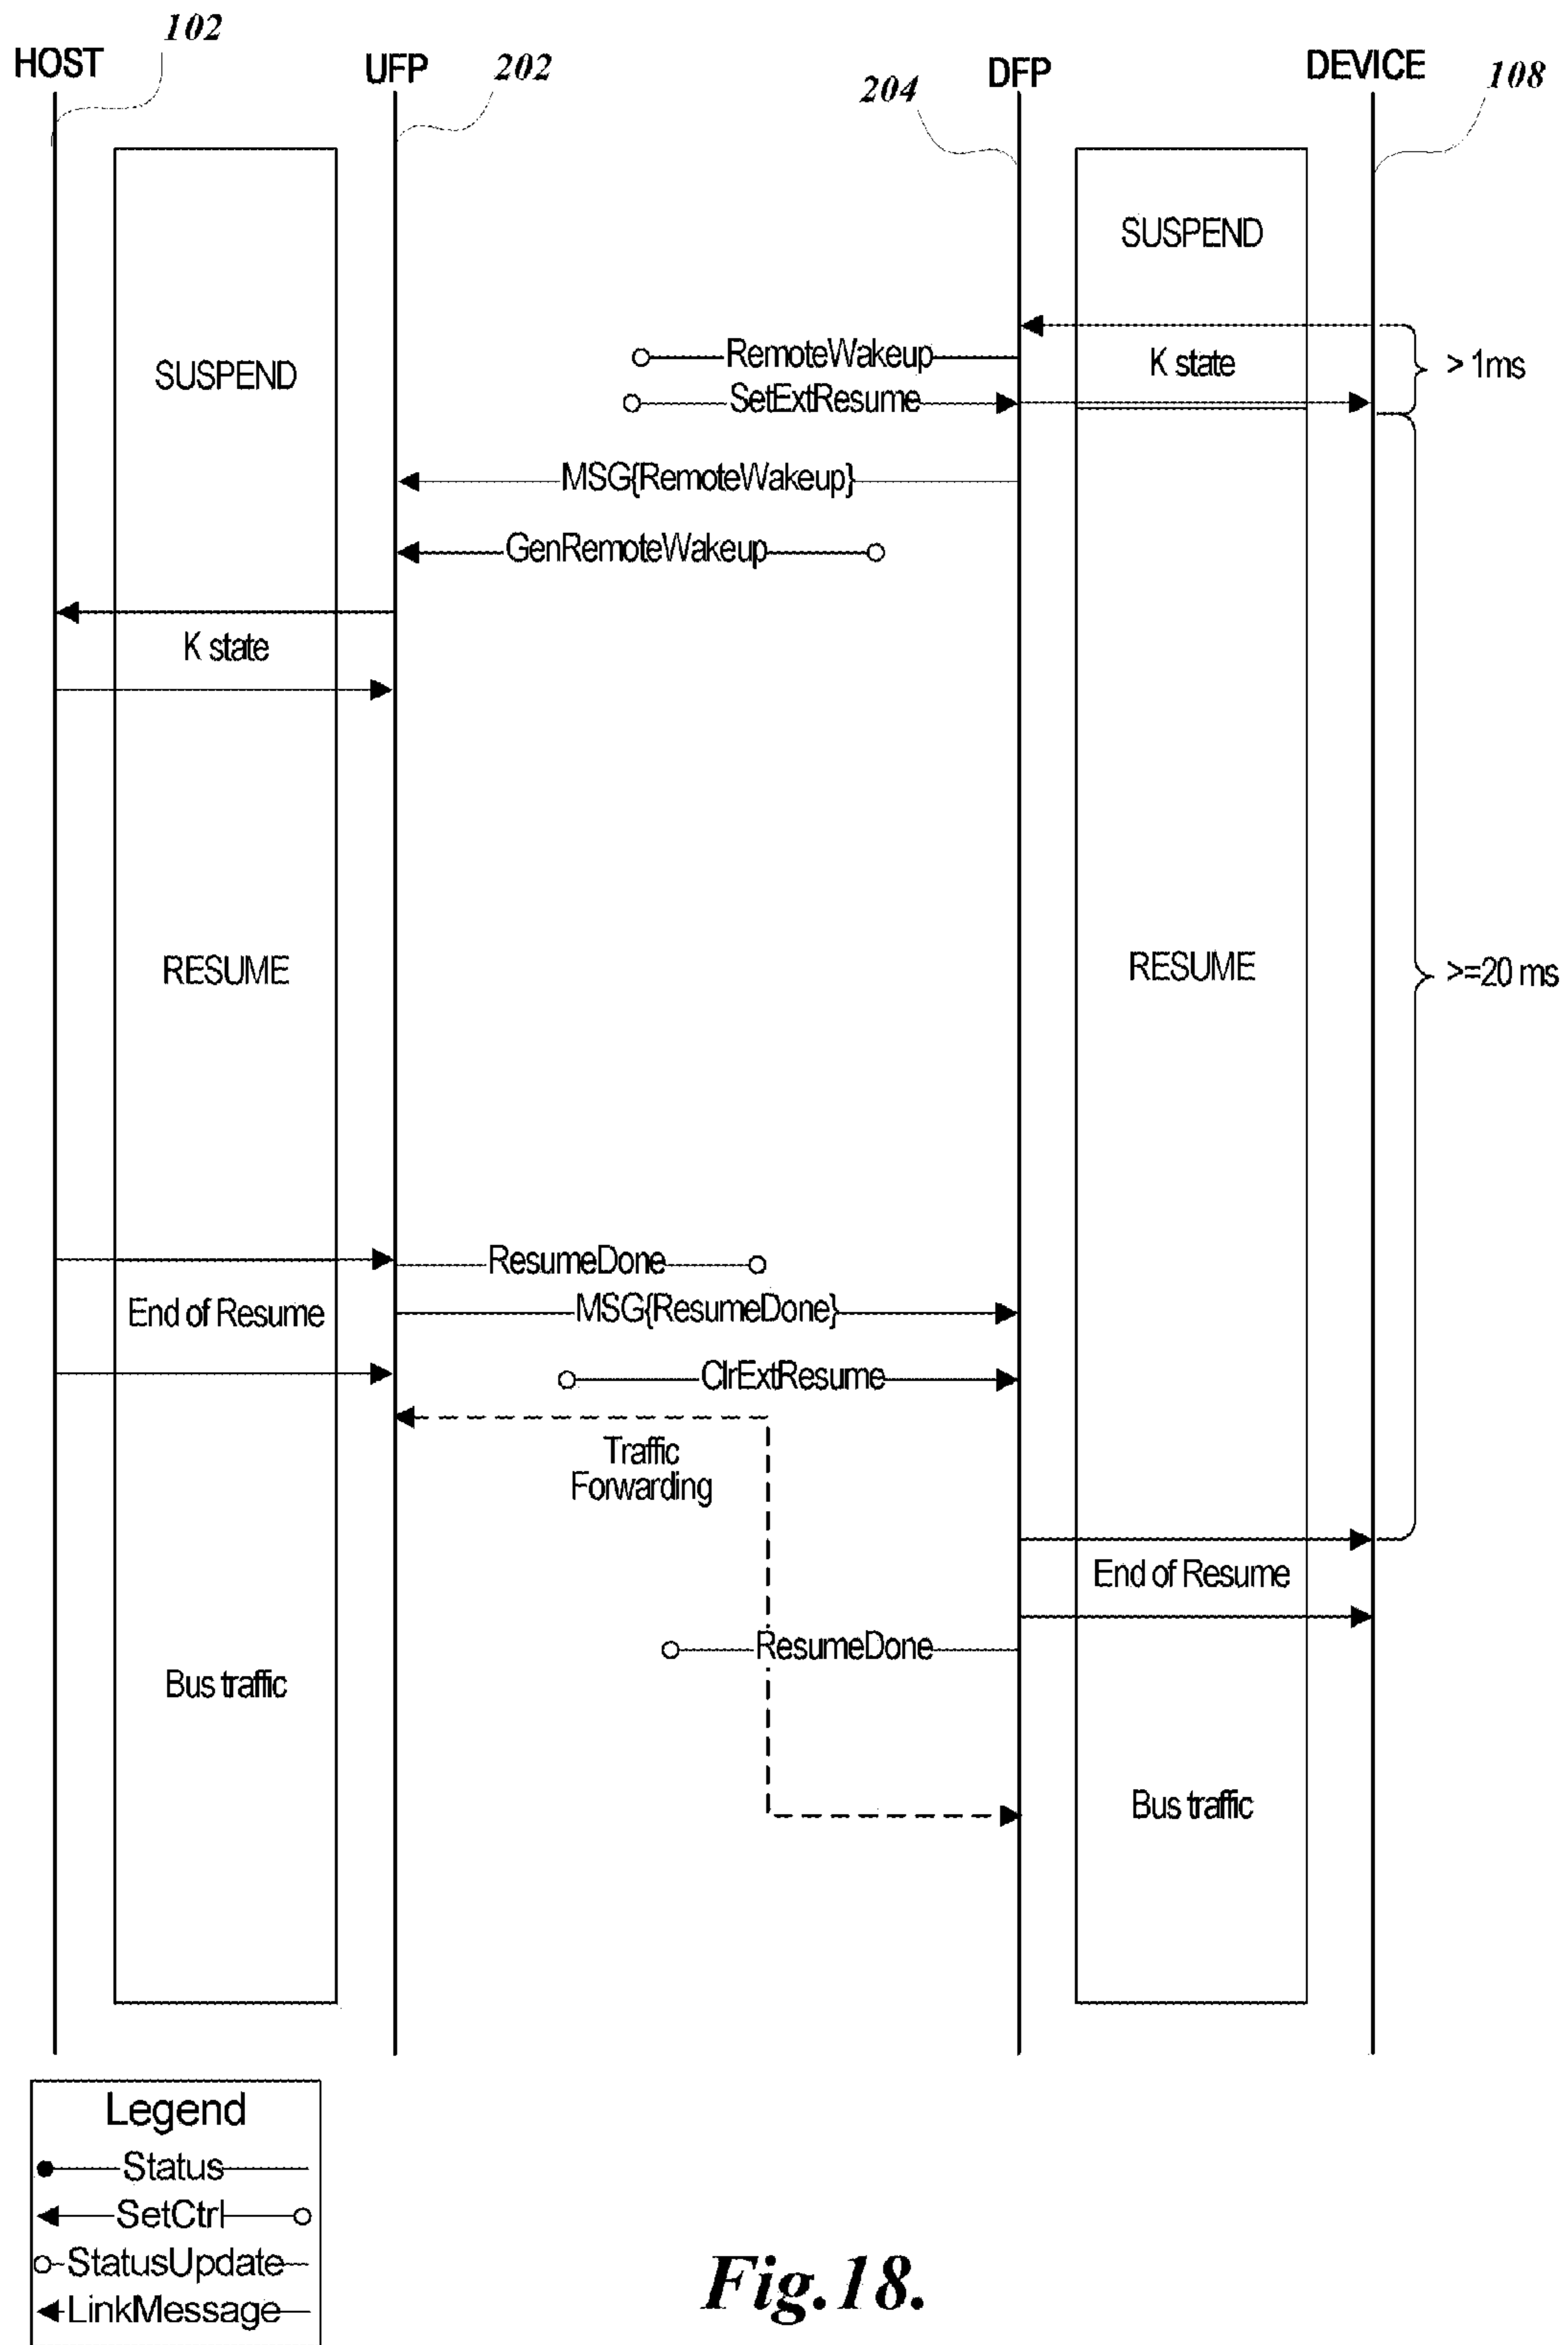 102
HOST
UFP
202
204
DFP
DEVICE
108
SUSPEND
SUSPEND
RemoteWakeup
K state
> 1ms
SetExtResume
MSG{RemoteWakeup}
GenRemoteWakeup
K state
RESUME
RESUME
>=20 ms
ResumeDone
End of Resume
MSG{ResumeDone}
ClrExtResume
Traffic
Forwarding
End of Resume
ResumeDone
Bus traffic
Bus traffic
Legend
Status
SetCtrl
StatusUpdate
LinkMessage
Fig.18.